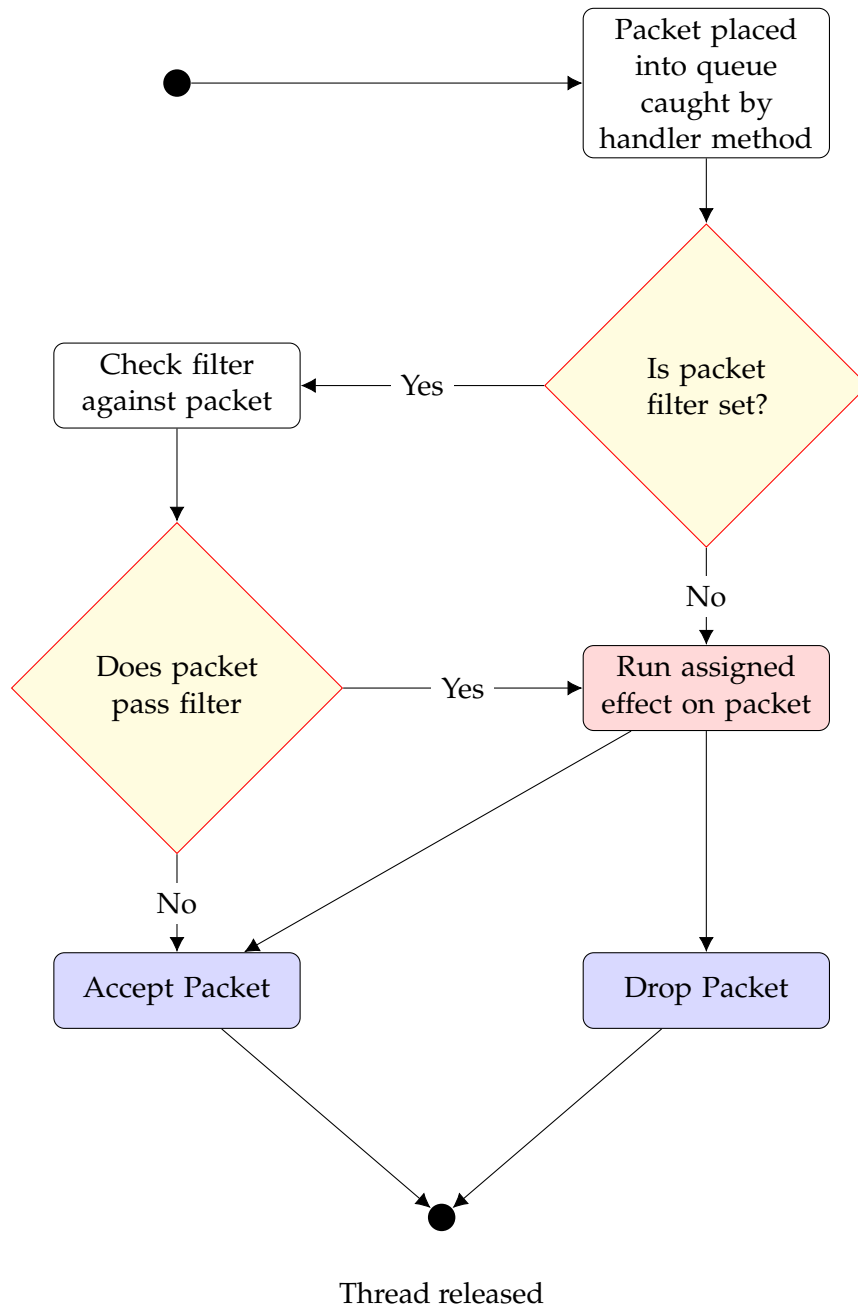 Packet placed
into queue
caught by
handler method
Is packet
filter set?
Yes
Check filter
against packet
No
Does packet
pass filter
Yes
Run assigned
effect on packet
No
Accept Packet
Drop Packet
Thread released